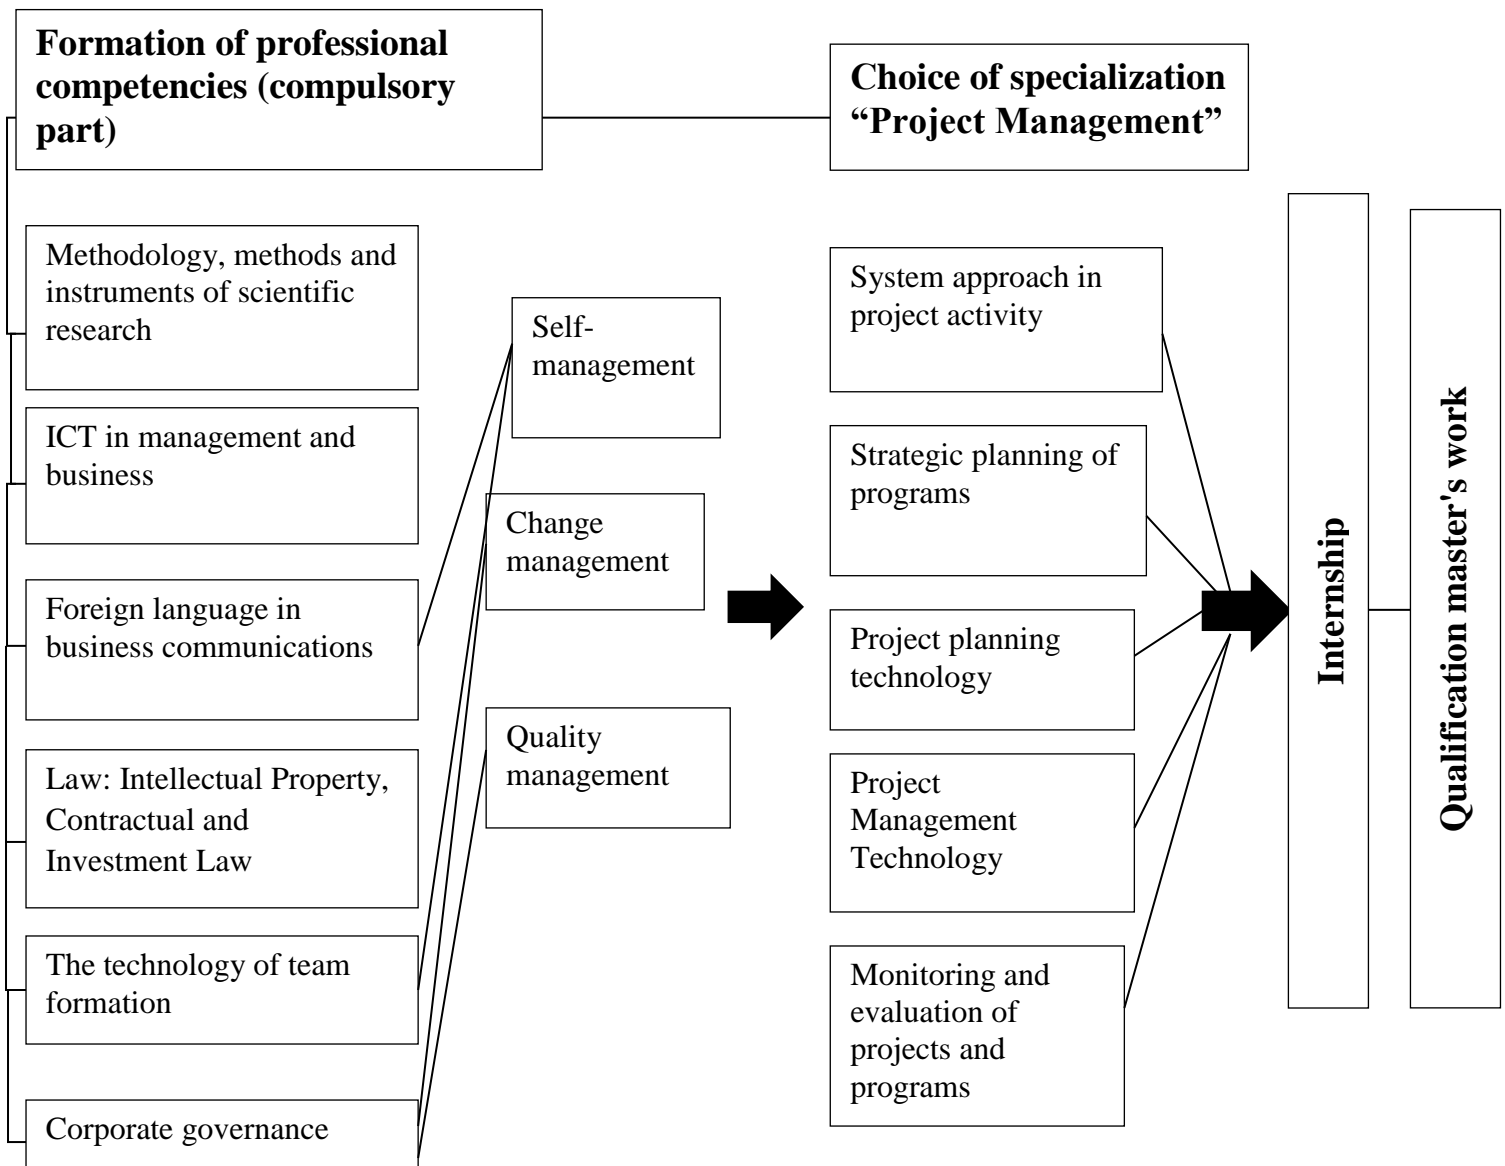 Formation of professional
competencies (compulsory
part)
Choice of specialization
“Project Management”
Methodology, methods and
instruments of scientific
research
ICT in management and
business
Foreign language in
business communications
Law: Intellectual Property,
Contractual and
Investment Law
The technology of team
formation
Corporate governance
Self-
management
Change
management
Quality
management
System approach in
project activity
Strategic planning of
programs
Project planning
technology
Project
Management
Technology
Monitoring and
evaluation of
projects and
programs
Internship
Qualification master's work